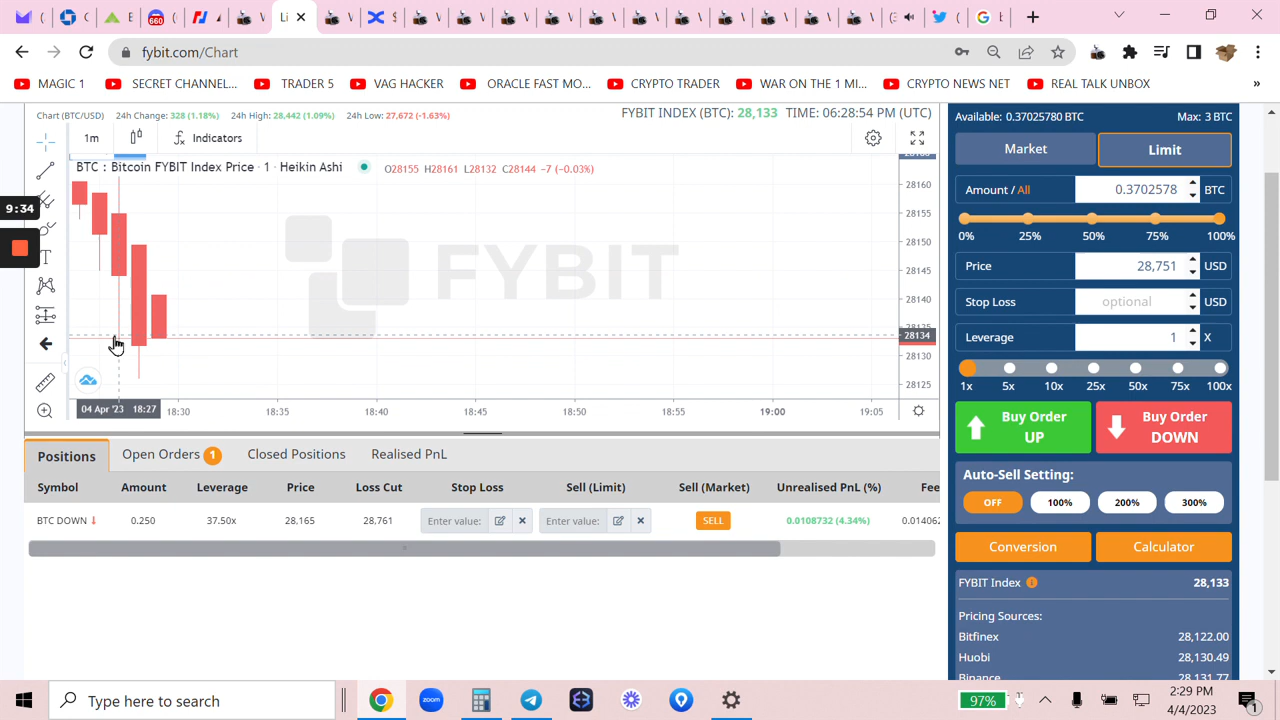 660
fybit.com/Chart
MAGIC 1
SECRET CHANNEL...
TRADER 5
VAG HACKER
ORACLE FAST MO...
CRYPTO TRADER
WAR ON THE 1 MI...
CRYPTO NEWS NET
REAL TALK UNBOX
»
Chart (BTC/USD) 24h Change: 328 (1.18%) 24h High: 28,442 (1.09%) 24h Low: 27,672 (-1.63%)
FYBIT INDEX (BTC): 28,133 TIME: 06:28:54 PM (UTC)
1m
Indicators
BTC : Bitcoin FYBIT Index Price · 1 · Heikin Ashi
O28155 H28161 L28132 C28144 -7 (-0.03%)
9:34
FYBIT
28160
28155
28150
28145
28140
28134
28130
28125
04 Apr '23 18:27
18:30
18:35
18:40
18:45
18:50
18:55
19:00
19:05
Positions
Open Orders 1
Closed Positions
Realised PnL
Symbol Amount Leverage Price Loss Cut Stop Loss Sell (Limit) Sell (Market) Unrealised PnL (%) Fee
BTC DOWN 0.250 37.50x 28,165 28,761 Enter value: Enter value: SELL 0.0108732 (4.34%) 0.014062
Available: 0.37025780 BTC Max: 3 BTC
Market
Limit
Amount / All 0.3702578 BTC
0% 25% 50% 75% 100%
Price 28,751 USD
Stop Loss optional USD
Leverage 1 X
1x 5x 10x 25x 50x 75x 100x
Buy Order
UP
Buy Order
DOWN
Auto-Sell Setting:
OFF 100% 200% 300%
Conversion
Calculator
FYBIT Index 28,133
Pricing Sources:
Bitfinex 28,122.00
Huobi 28,130.49
Binance 28,131.77
Type here to search
zoom
97%
2:29 PM
4/4/2023
1